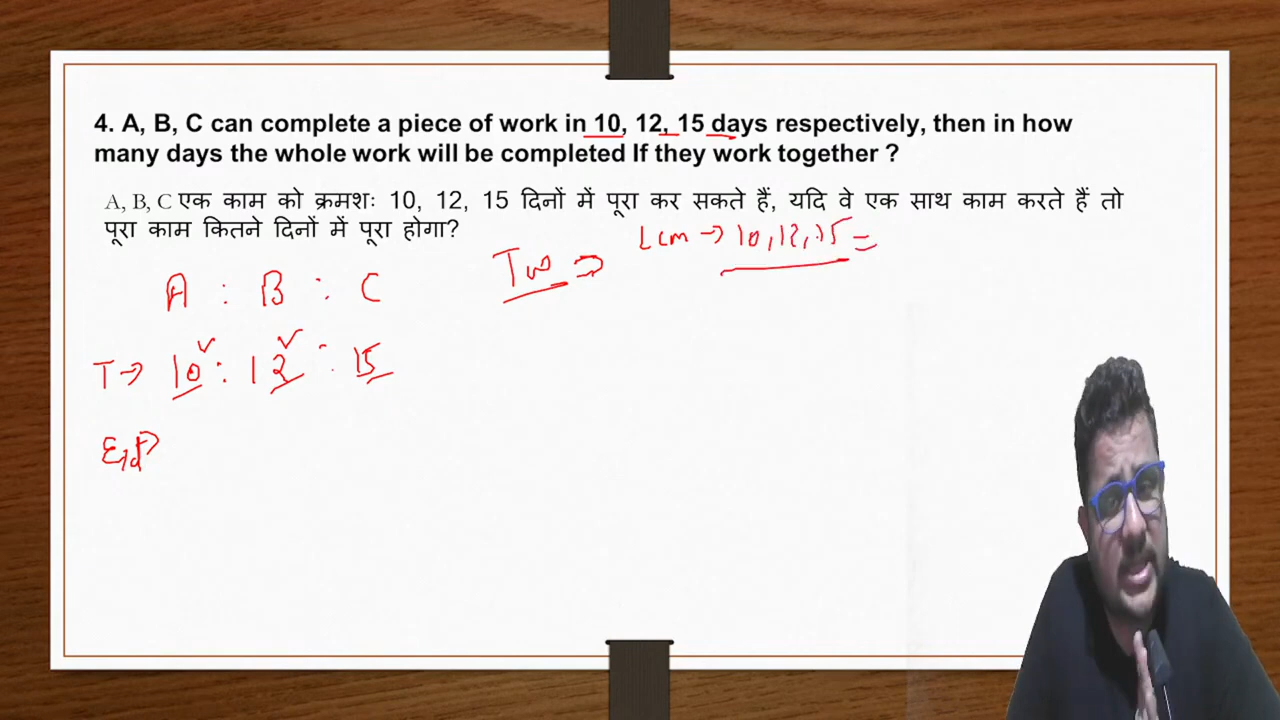 4. A, B, C can complete a piece of work in 10, 12, 15 days respectively, then in how
many days the whole work will be completed If they work together ?
A, B, C एक काम को क्रमशः 10, 12, 15 दिनों में पूरा कर सकते हैं, यदि वे एक साथ काम करते हैं तो
पूरा काम कितने दिनों में पूरा होगा?
Lcm → 10, 12, 15 =
Tw ⇒
A : B : C
T → 10 : 12 : 15